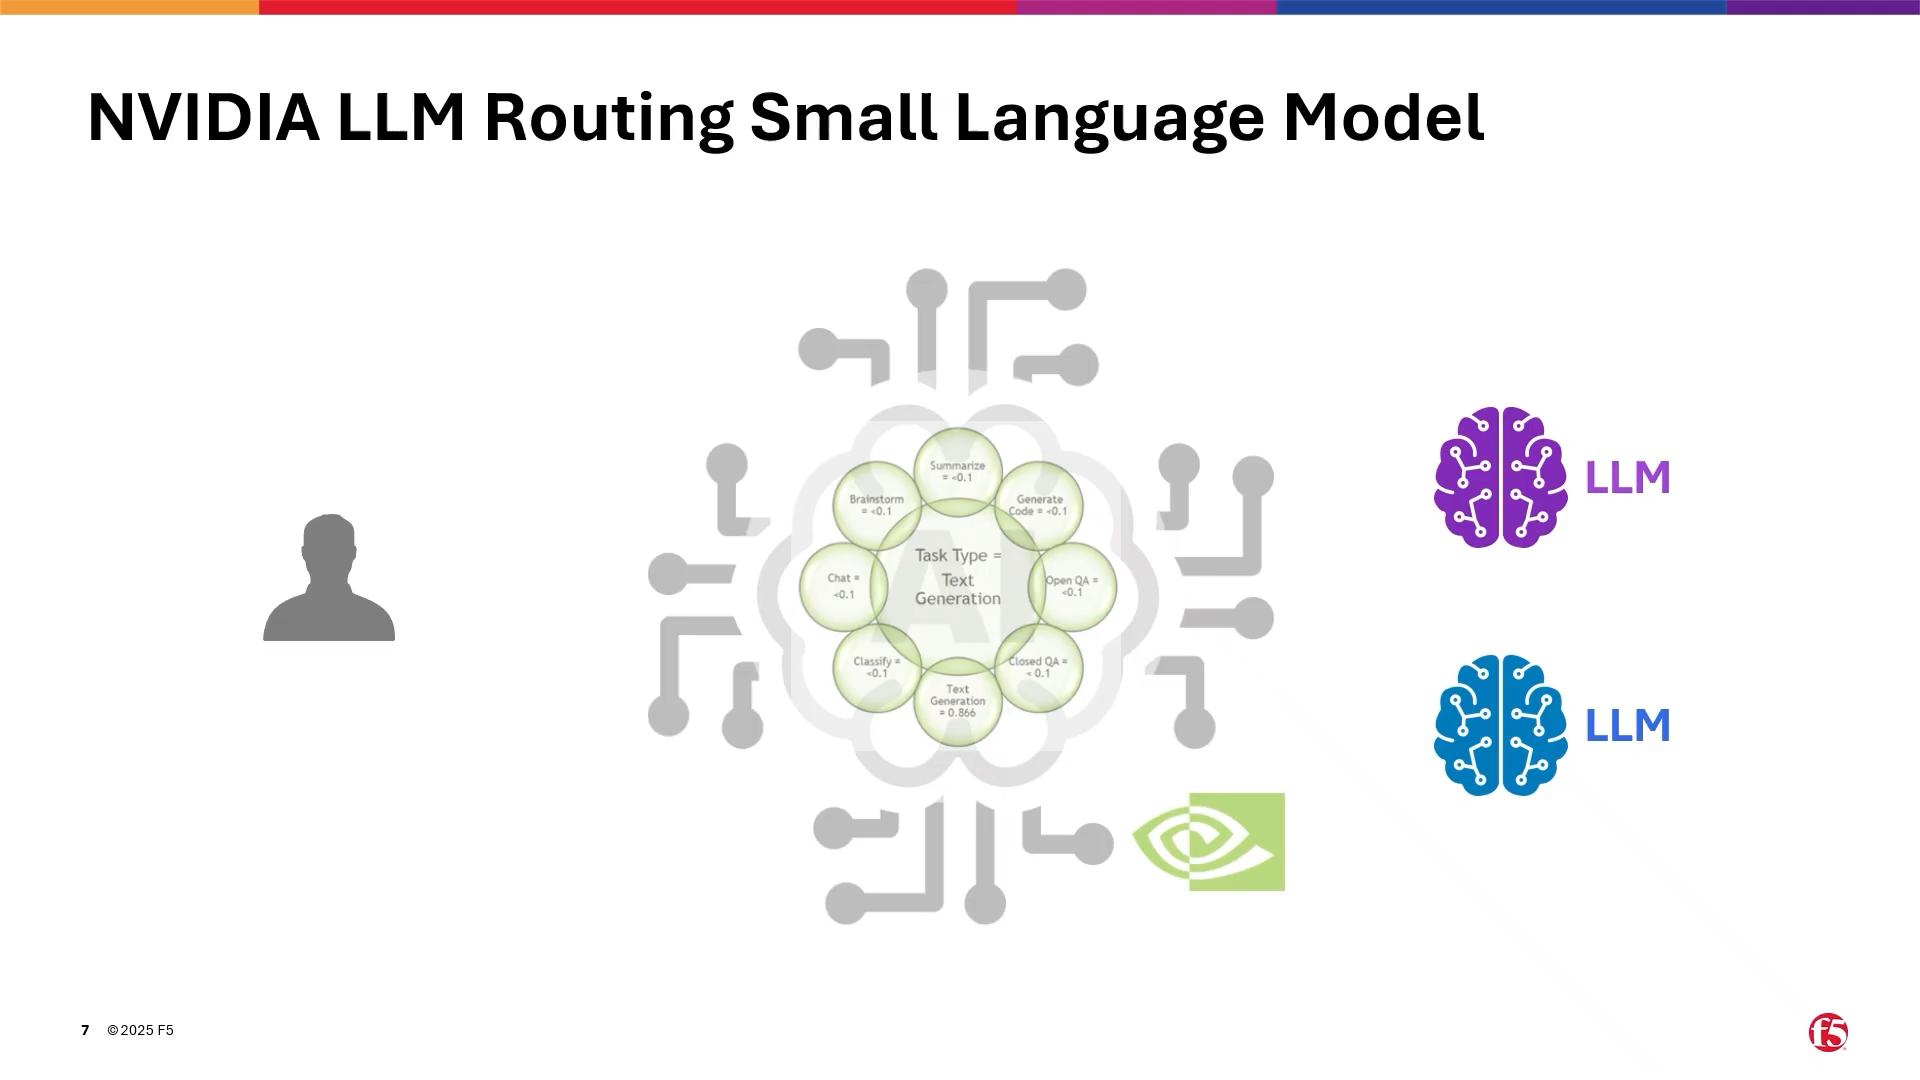 NVIDIA LLM Routing Small Language Model
Summarize
= <0.1
Brainstorm
= <0.1
Generate
Code = <0.1
Task Type =
Text
Generation
Chat =
<0.1
Open QA =
<0.1
Classify =
<0.1
Closed QA =
< 0.1
Text
Generation
= 0.866
AI
LLM
LLM
7 ©2025 F5
f5